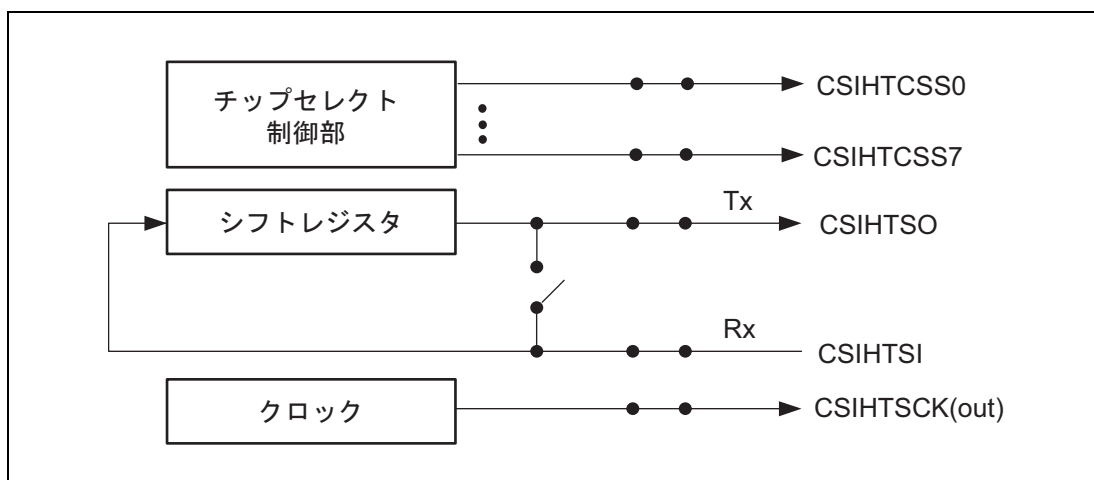 チップセレクト
制御部
CSIHTCSS0
CSIHTCSS7
シフトレジスタ
Tx
CSIHTSO
Rx
CSIHTSI
クロック
CSIHTSCK(out)